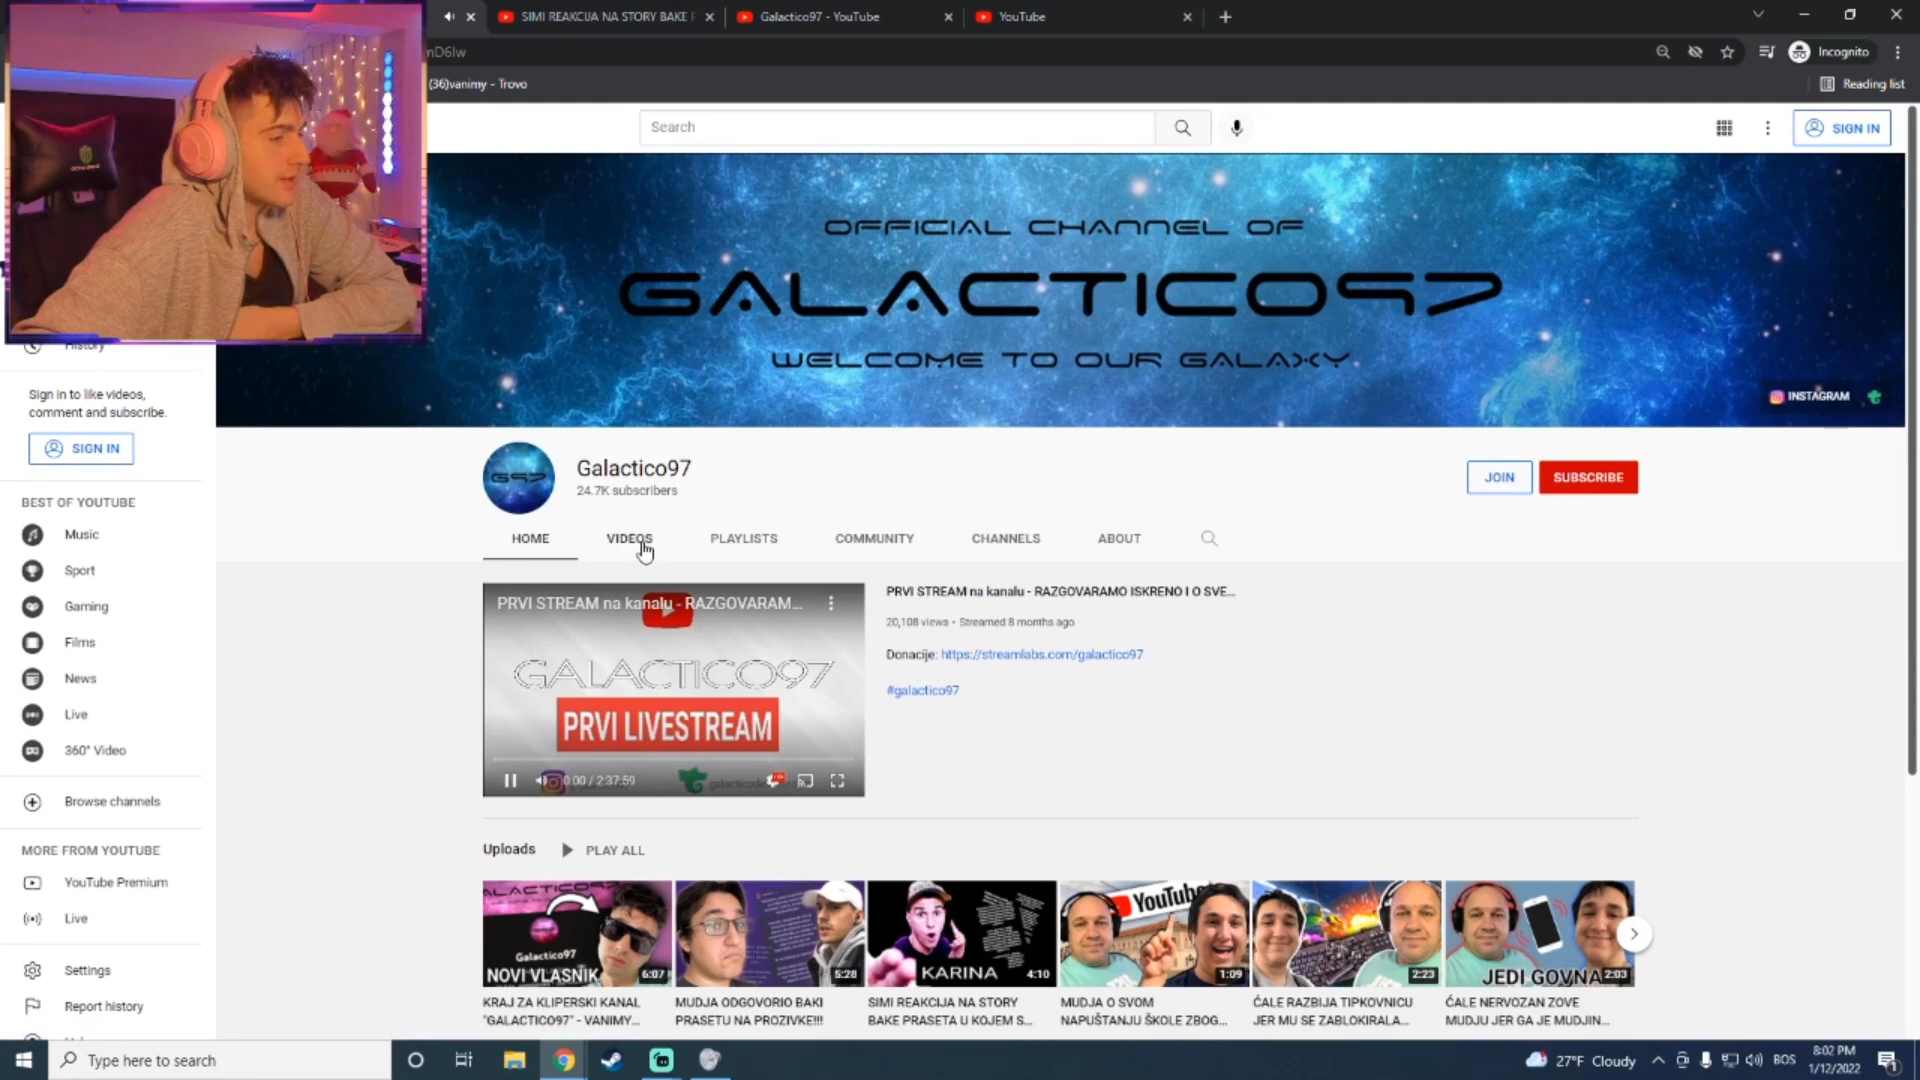 SIMI REAKCIJA NA STORY BAKE P
Galactico97 - YouTube
YouTube
nD6Iw
Incognito
(36)vanimy - Trovo
Reading list
Search
SIGN IN
OFFICIAL CHANNEL OF
GALACTICO97
WELCOME TO OUR GALAXY
INSTAGRAM
History
Sign in to like videos,
comment and subscribe.
SIGN IN
BEST OF YOUTUBE
Music
Sport
Gaming
Films
News
Live
360° Video
Browse channels
MORE FROM YOUTUBE
YouTube Premium
Live
Settings
Report history
G97
Galactico97
24.7K subscribers
JOIN
SUBSCRIBE
HOME
VIDEOS
PLAYLISTS
COMMUNITY
CHANNELS
ABOUT
PRVI STREAM na kanalu - RAZGOVARAM...
GALACTICO97
PRVI LIVESTREAM
0:00 / 2:37:59
PRVI STREAM na kanalu - RAZGOVARAMO ISKRENO I O SVE...
20,108 views • Streamed 8 months ago
Donacije: https://streamlabs.com/galactico97
#galactico97
Uploads
PLAY ALL
GALACTICO97
Galactico97
NOVI VLASNIK
6:07
KRAJ ZA KLIPERSKI KANAL
"GALACTICO97" - VANIMY...
5:28
MUDJA ODGOVORIO BAKI
PRASETU NA PROZIVKE!!!
KARINA
4:10
SIMI REAKCIJA NA STORY
BAKE PRASETA U KOJEM S...
YouTube
1:09
MUDJA O SVOM
NAPUŠTANJU ŠKOLE ZBOG...
2:23
ĆALE RAZBIJA TIPKOVNICU
JER MU SE ZABLOKIRALA...
JEDI GOVNA
2:03
ĆALE NERVOZAN ZOVE
MUDJU JER GA JE MUDJIN...
Type here to search
27°F Cloudy
BOS
8:02 PM
1/12/2022